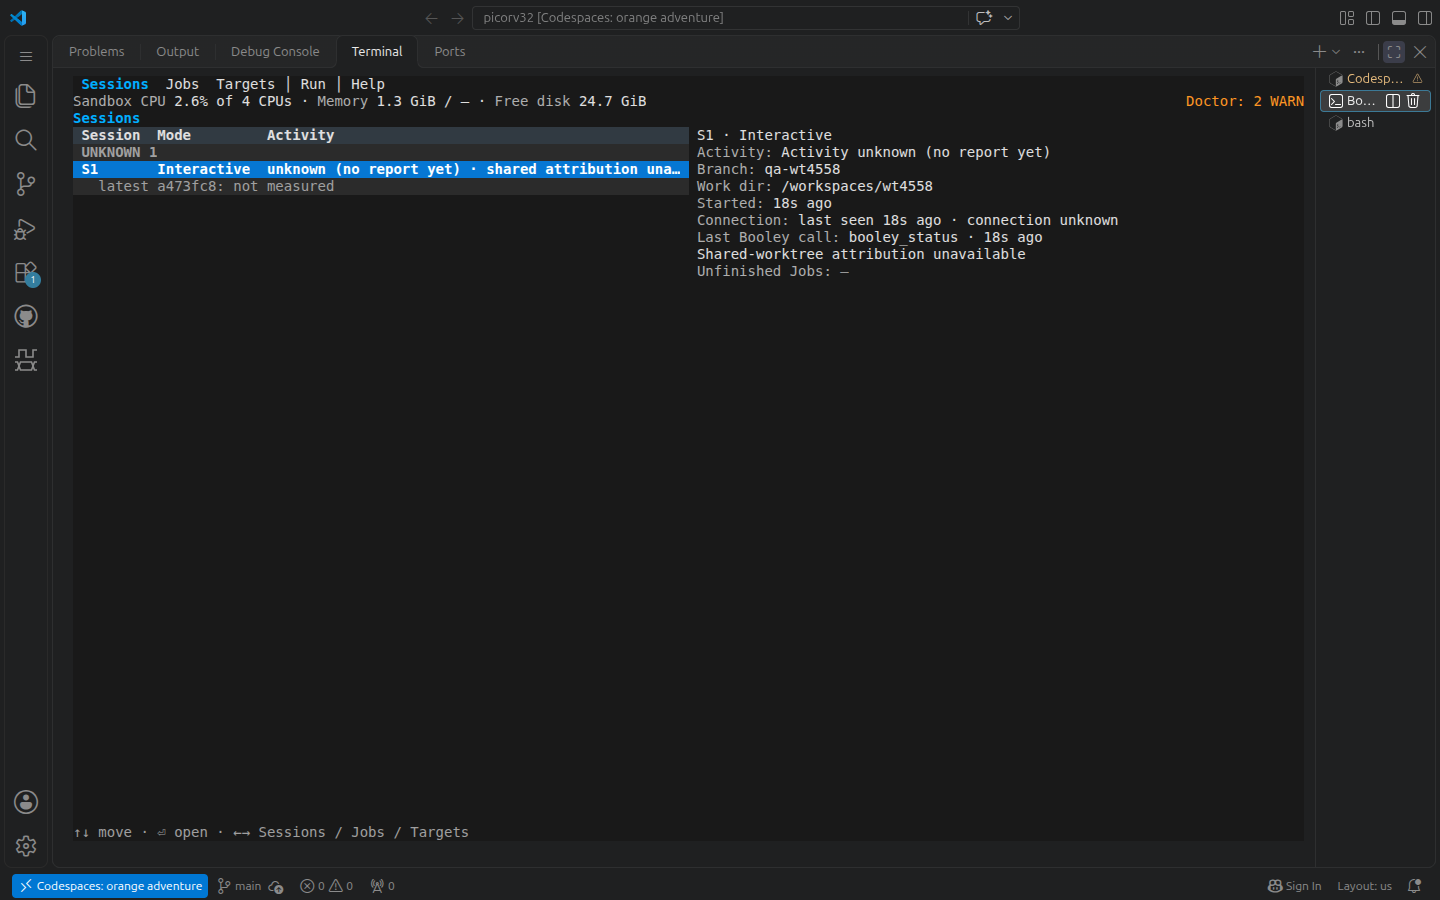 picorv32 [Codespaces: orange adventure]
Problems Output Debug Console Terminal Ports
Sessions Jobs Targets | Run | Help
Sandbox CPU 2.6% of 4 CPUs · Memory 1.3 GiB / — · Free disk 24.7 GiB Doctor: 2 WARN
Sessions
Session Mode Activity
UNKNOWN 1
S1 Interactive unknown (no report yet) · shared attribution una…
latest a473fc8: not measured
S1 · Interactive
Activity: Activity unknown (no report yet)
Branch: qa-wt4558
Work dir: /workspaces/wt4558
Started: 18s ago
Connection: last seen 18s ago · connection unknown
Last Booley call: booley_status · 18s ago
Shared-worktree attribution unavailable
Unfinished Jobs: —
Codesp...
Bo...
bash
1
↑↓ move · ⏎ open · ←→ Sessions / Jobs / Targets
Codespaces: orange adventure main 0 0 0 Sign In Layout: us